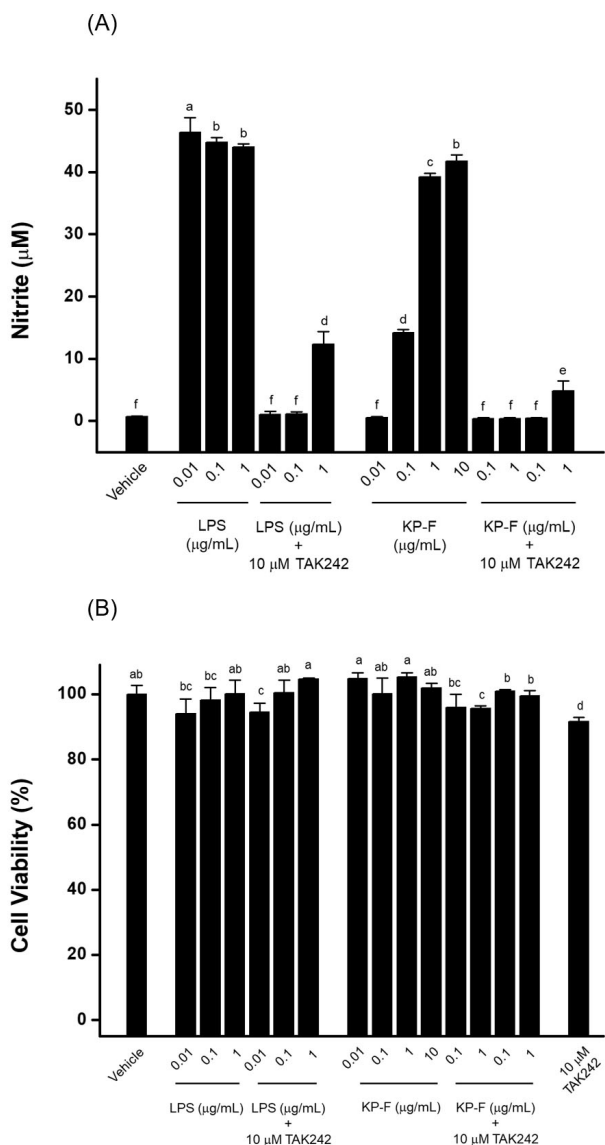 (A)
Nitrite (μM)
50
40
30
20
10
0
f a b b f f d f d c b f f f e
Vehicle 0.01 0.1 1 0.01 0.1 1 0.01 0.1 1 10 0.1 1 0.1 1
LPS (μg/mL) LPS (μg/mL) + 10 μM TAK242 KP-F (μg/mL) KP-F (μg/mL) + 10 μM TAK242
(B)
Cell Viability (%)
100
80
60
40
20
0
ab bc bc ab c ab a a ab a ab bc c b b d
Vehicle 0.01 0.1 1 0.01 0.1 1 0.01 0.1 1 10 0.1 1 0.1 1 10 μM TAK242
LPS (μg/mL) LPS (μg/mL) + 10 μM TAK242 KP-F (μg/mL) KP-F (μg/mL) + 10 μM TAK242